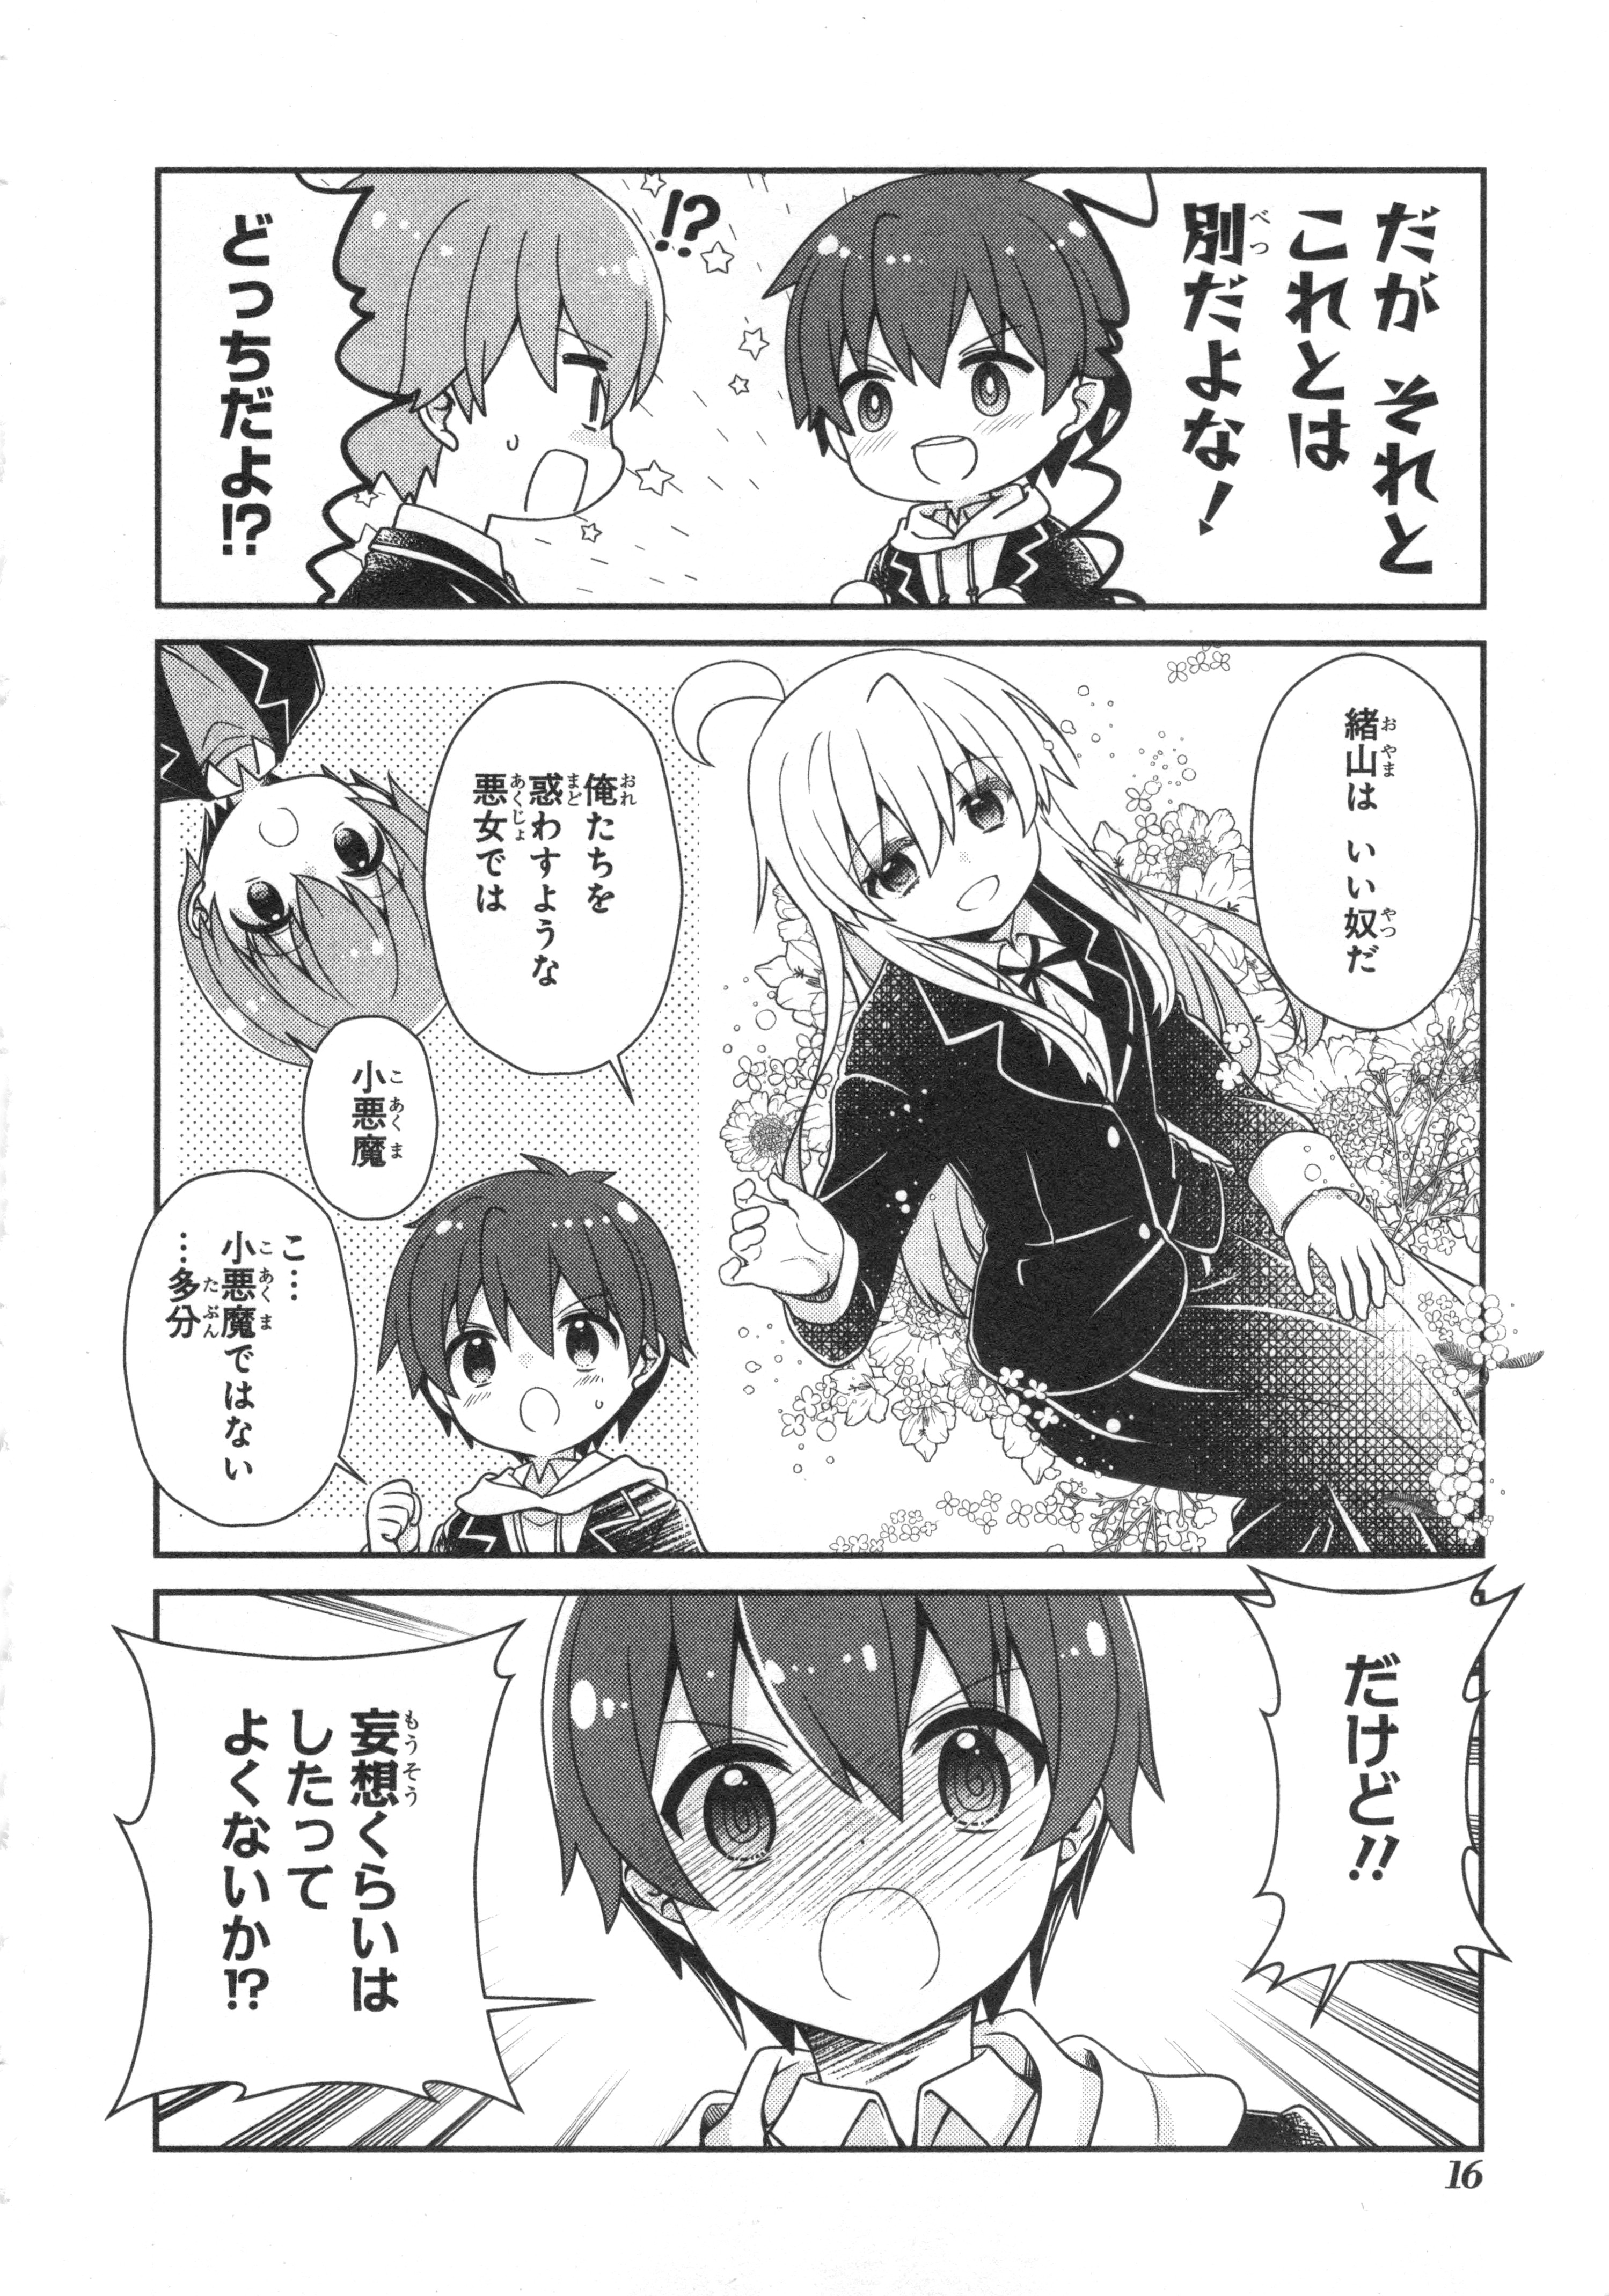 だが それと
これとは
別だよな!
!?
どっちだよ!?
緒山は いい奴だ
俺たちを
惑わすような
悪女では
小悪魔
こ…
小悪魔ではない
…多分
だけど!!
妄想くらいは
したって
よくないか!?
16